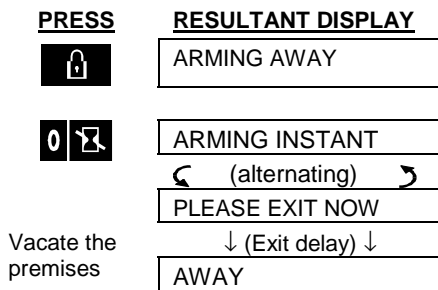 PRESS RESULTANT DISPLAY
ARMING AWAY
0 ARMING INSTANT
(alternating)
PLEASE EXIT NOW
Vacate the premises
↓ (Exit delay) ↓
AWAY